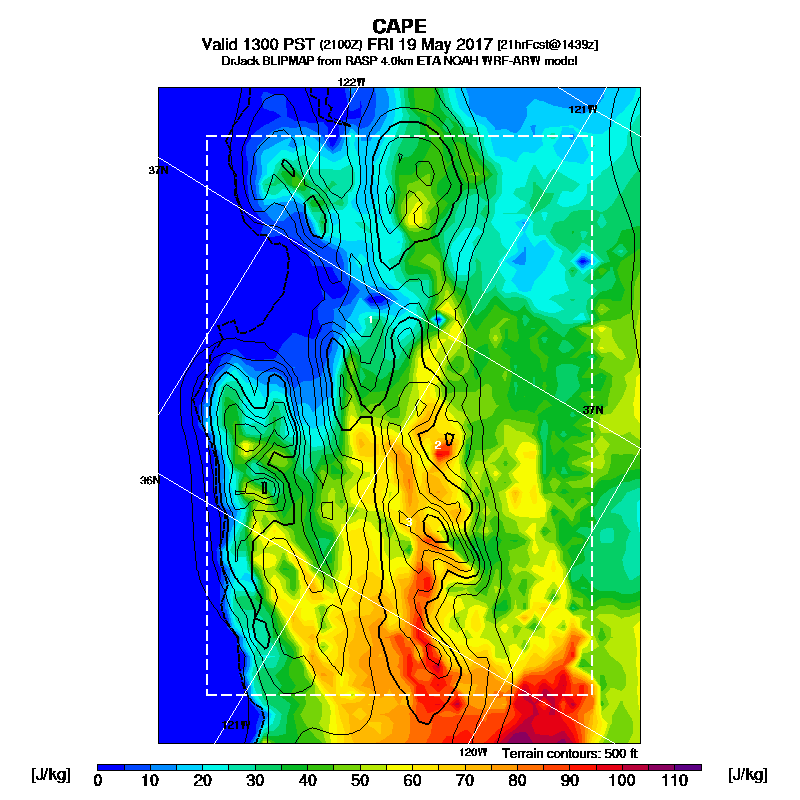 CAPE
Valid 1300 PST (2100Z) FRI 19 May 2017 [21hrFcst@1439z]
DrJack BLIPMAP from RASP 4.0km ETA NOAH WRF-ARW model
122W
121W
37N
1
37N
2
36N
3
121W
120W
Terrain contours: 500 ft
[J/kg] 0 10 20 30 40 50 60 70 80 90 100 110 [J/kg]